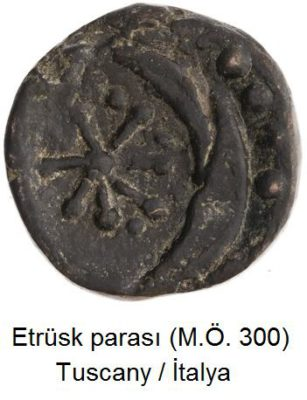 Etrüsk parası (M.Ö. 300)
Tuscany / İtalya